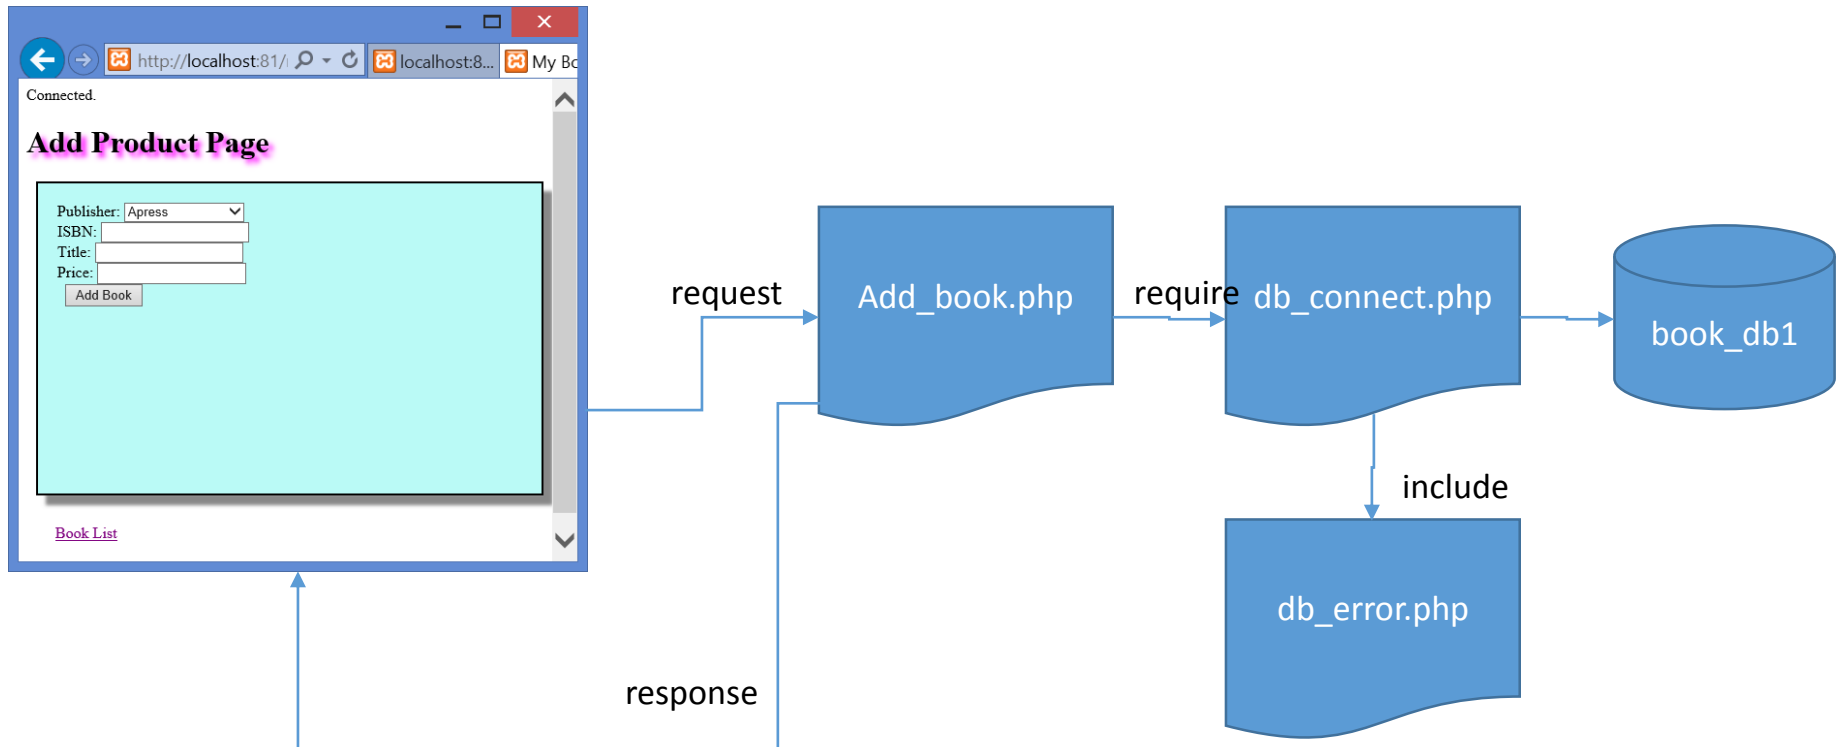 http://localhost:81/
localhost:8...
My Bo
Connected.
Add Product Page
Publisher: Apress
ISBN:
Title:
Price:
Add Book
Book List
request
Add_book.php
require
db_connect.php
book_db1
include
db_error.php
response